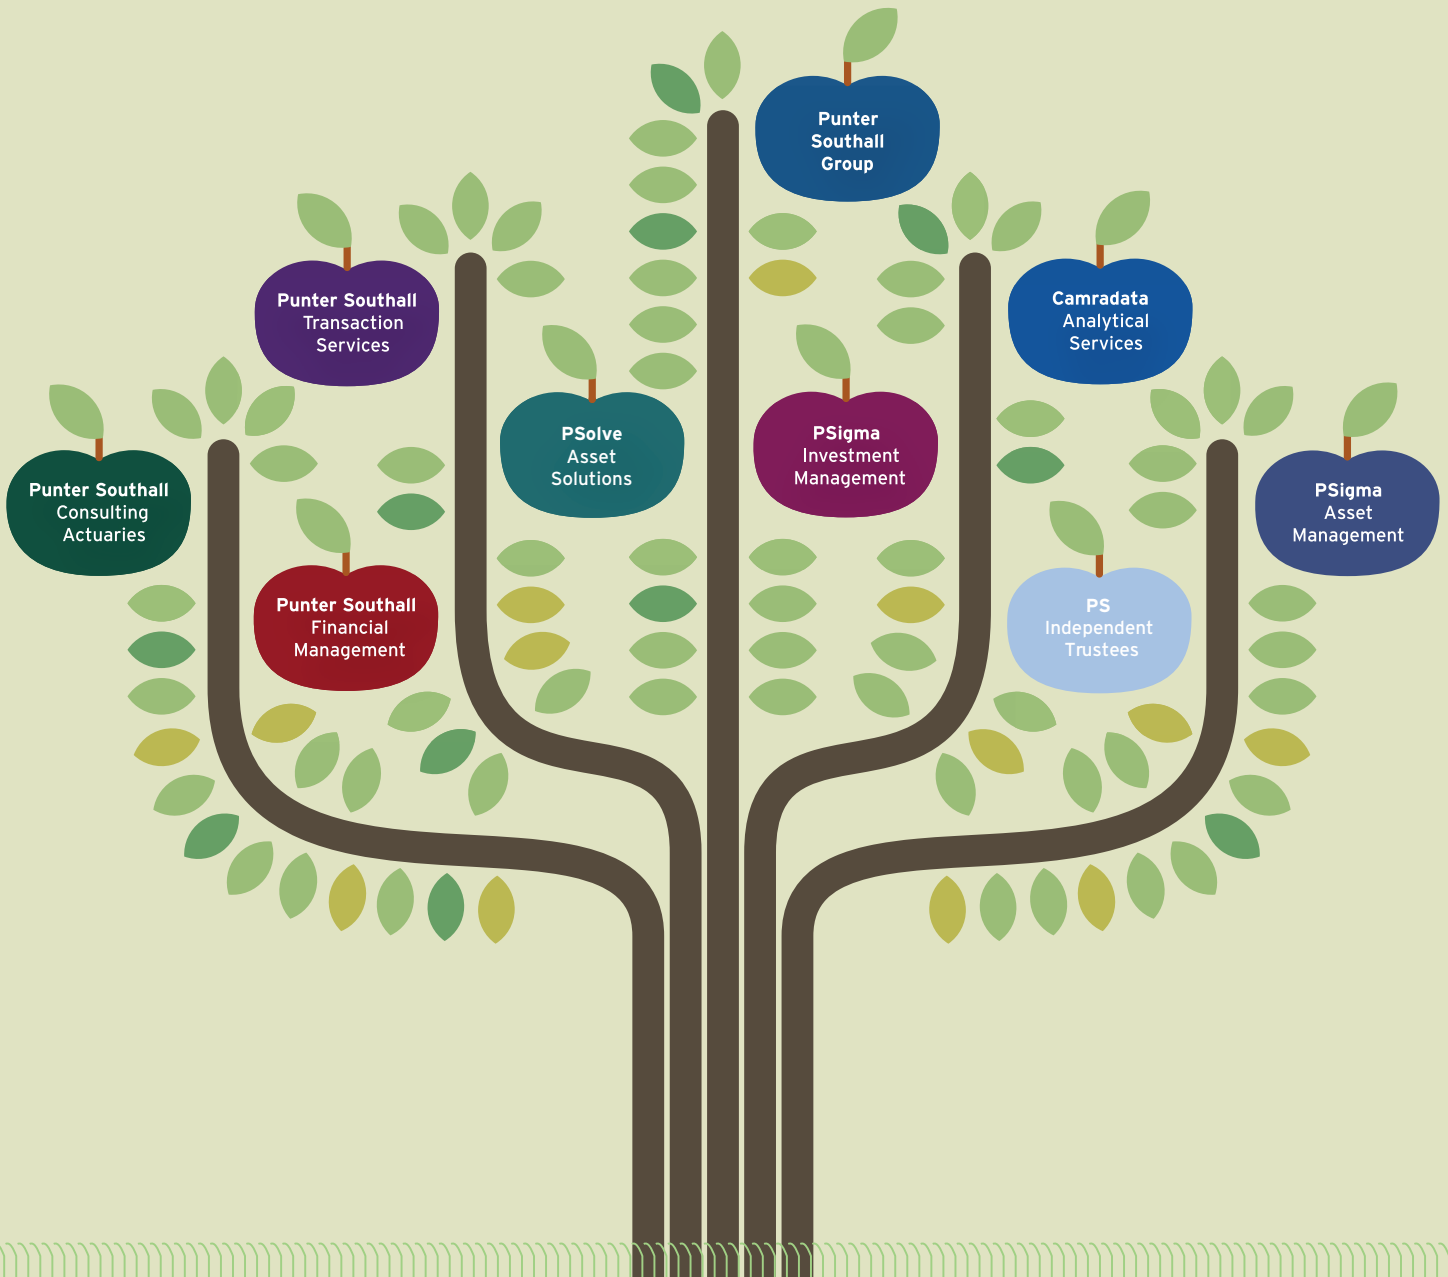 Punter
Southall
Group
Punter Southall
Transaction
Services
Camradata
Analytical
Services
PSolve
Asset
Solutions
PSigma
Investment
Management
Punter Southall
Consulting
Actuaries
PSigma
Asset
Management
Punter Southall
Financial
Management
PS
Independent
Trustees